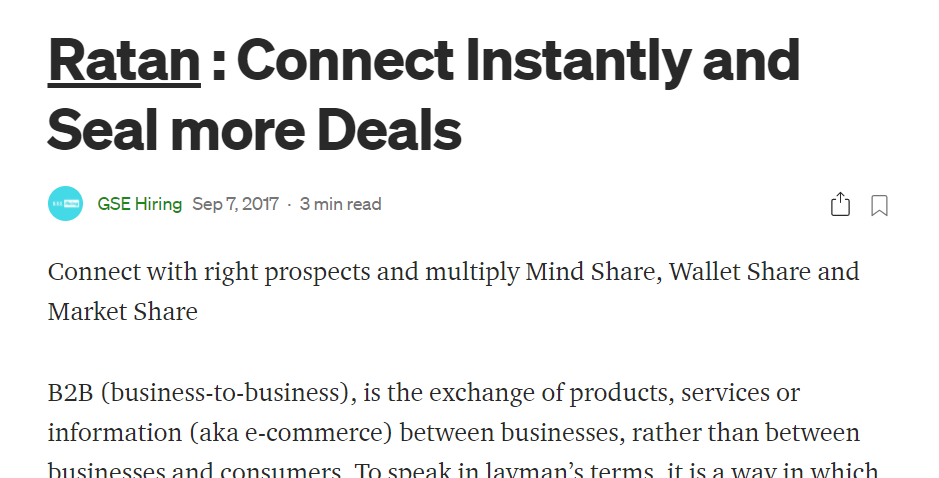 Ratan : Connect Instantly and
Seal more Deals
GSE Hiring Sep 7, 2017 · 3 min read
Connect with right prospects and multiply Mind Share, Wallet Share and
Market Share
B2B (business-to-business), is the exchange of products, services or
information (aka e-commerce) between businesses, rather than between
businesses and consumers. To speak in layman’s terms, it is a way in which